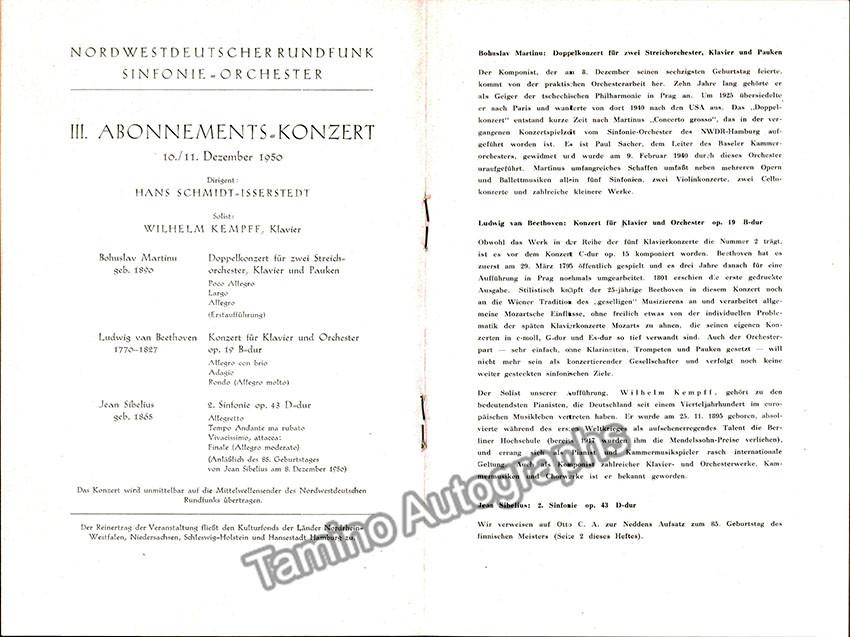 NORDWESTDEUTSCHER RUNDFUNK
SINFONIE-ORCHESTER
III. ABONNEMENTS-KONZERT
10./11. Dezember 1950
Dirigent:
HANS SCHMIDT-ISSERSTEDT
Solist:
WILHELM KEMPFF, Klavier
Bohuslav Martinu
geb. 1890
Doppelkonzert für zwei Streich-
orchester, Klavier und Pauken
Poco Allegro
Largo
Allegro
(Erstaufführung)
Ludwig van Beethoven
1770-1827
Konzert für Klavier und Orchester
op. 19 B-dur
Allegro con brio
Adagio
Rondo (Allegro molto)
Jean Sibelius
geb. 1865
2. Sinfonie op. 43 D-dur
Allegretto
Tempo Andante ma rubato
Vivacissimo, attacca:
Finale (Allegro moderato)
(Anläßlich des 85. Geburtstages
von Jean Sibelius am 8. Dezember 1950)
Das Konzert wird unmittelbar auf die Mittelwellensender des Nordwestdeutschen
Rundfunks übertragen.
Der Reinertrag der Veranstaltung fließt den Kulturfonds der Länder Nordrhein-
Westfalen, Niedersachsen, Schleswig-Holstein und Hansestadt Hamburg zu.
Bohuslav Martinu: Doppelkonzert für zwei Streichorchester, Klavier und Pauken
Der Komponist, der am 8. Dezember seinen sechzigsten Geburtstag feierte,
kommt von der praktischen Orchesterarbeit her. Zehn Jahre lang gehörte er
als Geiger der tschechischen Philharmonie in Prag an. Um 1925 übersiedelte
er nach Paris und wanderte von dort 1940 nach den USA aus. Das „Doppel-
konzert" entstand kurze Zeit nach Martinus „Concerto grosso", das in der ver-
gangenen Konzertspielzeit vom Sinfonie-Orchester des NWDR-Hamburg auf-
geführt worden ist. Es ist Paul Sacher, dem Leiter des Baseler Kammer-
orchesters, gewidmet und wurde am 9. Februar 1940 durch dieses Orchester
uraufgeführt. Martinus umfangreiches Schaffen umfaßt neben mehreren Opern
und Ballettmusiken allein fünf Sinfonien, zwei Violinkonzerte, zwei Cello-
konzerte und zahlreiche kleinere Werke.
Ludwig van Beethoven: Konzert für Klavier und Orchester op. 19 B-dur
Obwohl das Werk in der Reihe der fünf Klavierkonzerte die Nummer 2 trägt,
ist es vor dem Konzert C-dur op. 15 komponiert worden. Beethoven hat es
zuerst am 29. März 1795 öffentlich gespielt und es drei Jahre danach für eine
Aufführung in Prag nochmals umgearbeitet. 1801 erschien die erste gedruckte
Ausgabe. Stilistisch knüpft der 25-jährige Beethoven in diesem Konzert noch
an die Wiener Tradition des „geselligen" Musizierens an und verarbeitet allge-
meine Mozartsche Einflüsse, ohne freilich etwas von der individuellen Proble-
matik der späten Klavierkonzerte Mozarts zu ahnen, die seinen eigenen Kon-
zerten in c-moll, G-dur und Es-dur so tief verwandt sind. Auch der Orchester-
part — sehr einfach, ohne Klarinetten, Trompeten und Pauken gesetzt — will
nicht mehr sein als konzertierender Gesellschafter und verfolgt noch keine
weiter gesteckten sinfonischen Ziele.
Der Solist unserer Aufführung, Wilhelm Kempff, gehört zu den
bedeutendsten Pianisten, die Deutschland seit einem Vierteljahrhundert im euro-
päischen Musikleben vertreten haben. Er wurde am 25. 11. 1895 geboren, absol-
vierte während des ersten Weltkrieges als aufsehenerregendes Talent die Ber-
liner Hochschule (bereits 1917 wurden ihm die Mendelssohn-Preise verliehen),
und errang sich als Pianist und Kammermusikspieler rasch internationale
Geltung. Auch als Komponist zahlreicher Klavier- und Orchesterwerke, Kam-
mermusiken und Chorwerke ist er bekannt geworden.
Jean Sibelius: 2. Sinfonie op. 43 D-dur
Wir verweisen auf Otto C. A. zur Neddens Aufsatz zum 85. Geburtstag des
finnischen Meisters (Seite 2 dieses Heftes).
Tamino Autographs